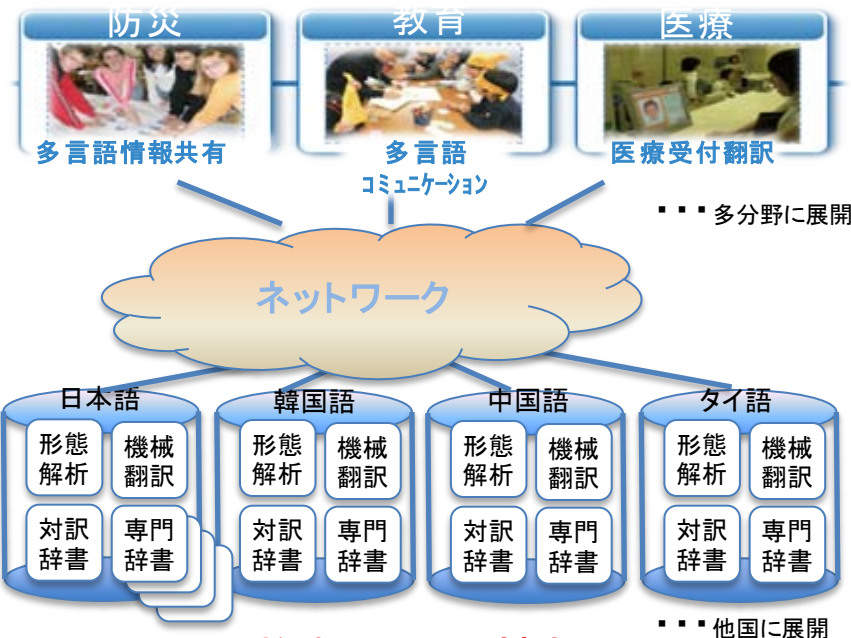 防災
教育
医療
多言語情報共有
多言語
コミュニケーション
医療受付翻訳
・・・多分野に展開
ネットワーク
日本語
韓国語
中国語
タイ語
形態
解析
機械
翻訳
対訳
辞書
専門
辞書
形態
解析
機械
翻訳
対訳
辞書
専門
辞書
形態
解析
機械
翻訳
対訳
辞書
専門
辞書
形態
解析
機械
翻訳
対訳
辞書
専門
辞書
・・・他国に展開